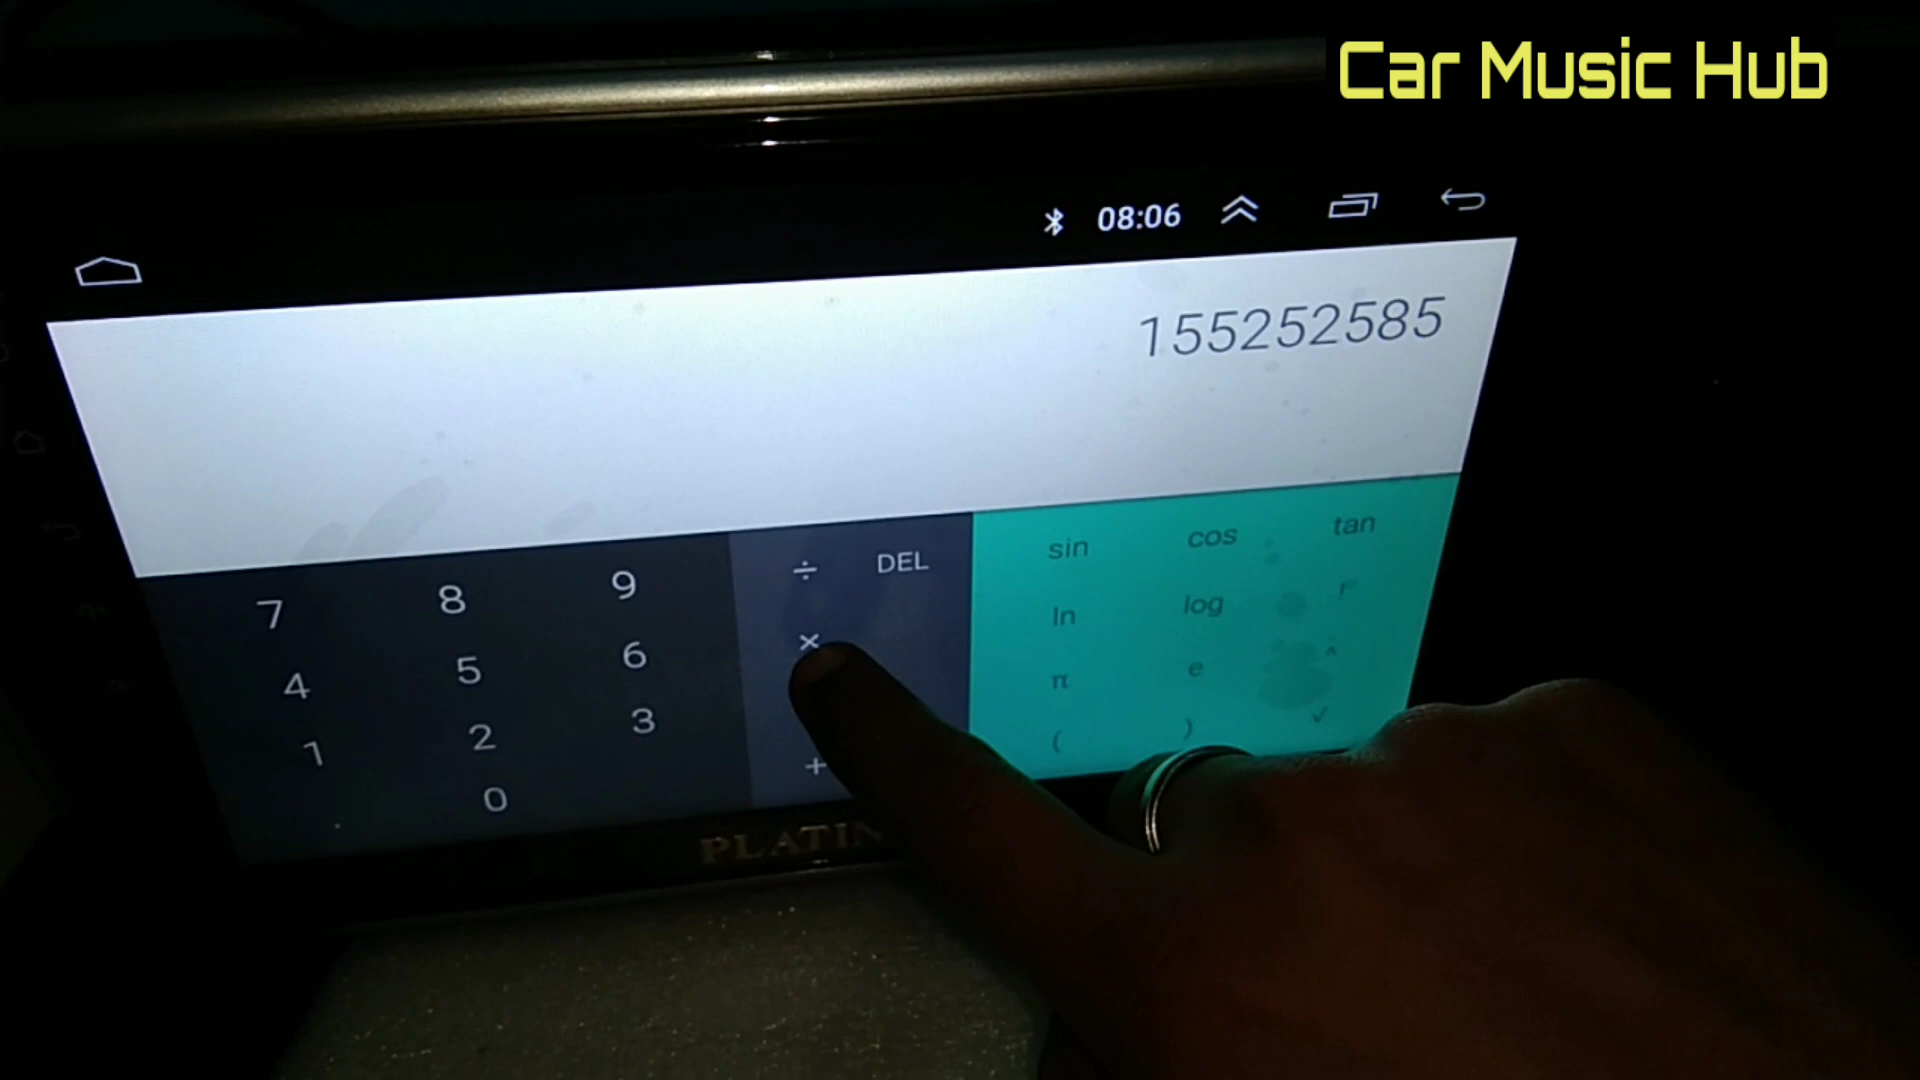 Car Music Hub
08:06
155252585
7 8 9 ÷ DEL sin cos tan
4 5 6 × ln log
1 2 3 π e ^
. 0 + ( ) √